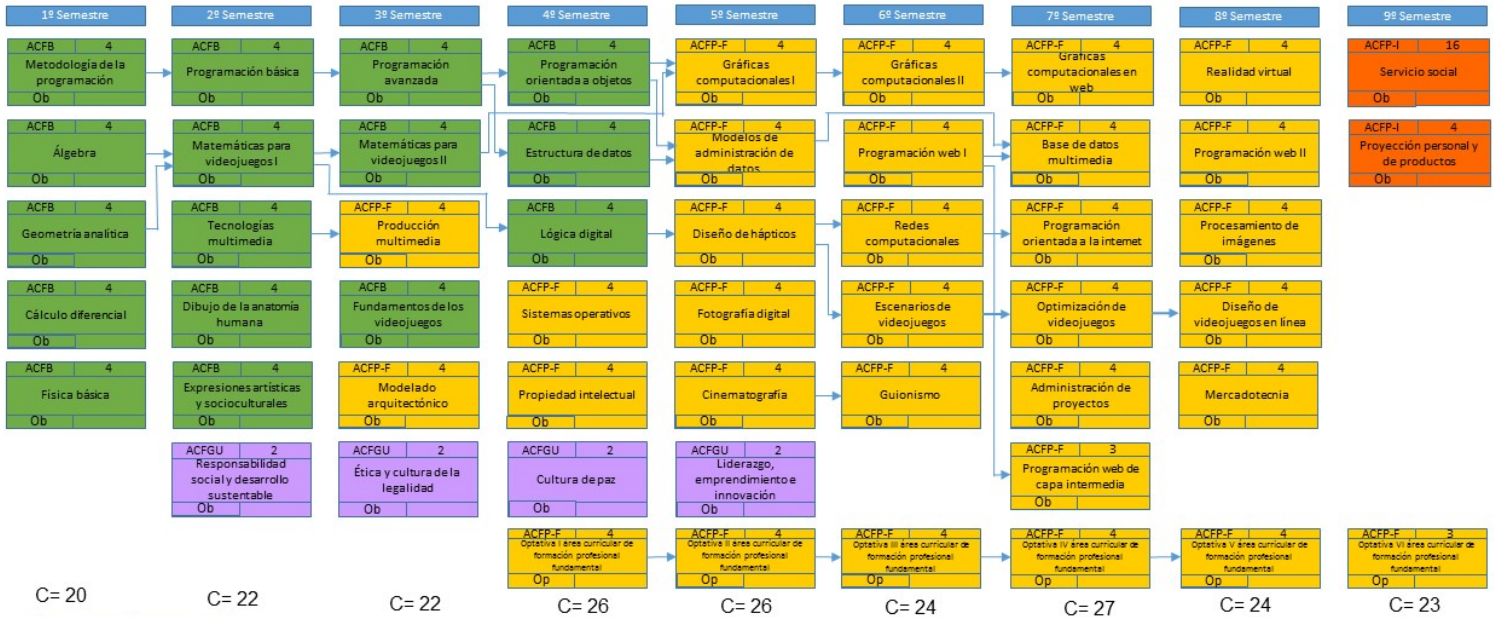 1º Semestre
2º Semestre
3º Semestre
4º Semestre
5º Semestre
6º Semestre
7º Semestre
8º Semestre
9º Semestre
ACFB 4
Metodología de la
programación
Ob
ACFB 4
Programación básica
Ob
ACFB 4
Programación
avanzada
Ob
ACFB 4
Programación
orientada a objetos
Ob
ACFP-F 4
Gráficas
computacionales I
Ob
ACFP-F 4
Gráficas
computacionales II
Ob
ACFP-F 4
Gráficas
computacionales en
web
Ob
ACFP-F 4
Realidad virtual
Ob
ACFP-I 16
Servicio social
Ob
ACFB 4
Álgebra
Ob
ACFB 4
Matemáticas para
videojuegos I
Ob
ACFB 4
Matemáticas para
videojuegos II
Ob
ACFB 4
Estructura de datos
Ob
ACFP-F 4
Modelos de
administración de
datos
Ob
ACFP-F 4
Programación web I
Ob
ACFP-F 4
Base de datos
multimedia
Ob
ACFP-F 4
Programación web II
Ob
ACFP-I 4
Proyección personal y
de productos
Ob
ACFB 4
Geometría analítica
Ob
ACFB 4
Tecnologías
multimedia
Ob
ACFP-F 4
Producción
multimedia
Ob
ACFB 4
Lógica digital
Ob
ACFP-F 4
Diseño de hápticos
Ob
ACFP-F 4
Redes
computacionales
Ob
ACFP-F 4
Programación
orientada a la internet
Ob
ACFP-F 4
Procesamiento de
imágenes
Ob
ACFB 4
Cálculo diferencial
Ob
ACFB 4
Dibujo de la anatomía
humana
Ob
ACFB 4
Fundamentos de los
videojuegos
Ob
ACFP-F 4
Sistemas operativos
Ob
ACFP-F 4
Fotografía digital
Ob
ACFP-F 4
Escenarios de
videojuegos
Ob
ACFP-F 4
Optimización de
videojuegos
Ob
ACFP-F 4
Diseño de
videojuegos en línea
Ob
ACFB 4
Física básica
Ob
ACFB 4
Expresiones artísticas
y socioculturales
Ob
ACFP-F 4
Modelado
arquitectónico
Ob
ACFP-F 4
Propiedad intelectual
Ob
ACFP-F 4
Cinematografía
Ob
ACFP-F 4
Guionismo
Ob
ACFP-F 4
Administración de
proyectos
Ob
ACFP-F 4
Mercadotecnia
Ob
ACFGU 2
Responsabilidad
social y desarrollo
sustentable
Ob
ACFGU 2
Ética y cultura de la
legalidad
Ob
ACFGU 2
Cultura de paz
Ob
ACFGU 2
Liderazgo,
emprendimiento e
innovación
Ob
ACFP-F 3
Programación web de
capa intermedia
Ob
ACFP-F 4
Optativa I área curricular de
formación profesional
fundamental
Op
ACFP-F 4
Optativa II área curricular de
formación profesional
fundamental
Op
ACFP-F 4
Optativa III área curricular de
formación profesional
fundamental
Op
ACFP-F 4
Optativa IV área curricular de
formación profesional
fundamental
Op
ACFP-F 4
Optativa V área curricular de
formación profesional
fundamental
Op
ACFP-F 3
Optativa VI área curricular de
formación profesional
fundamental
Op
C= 20
C= 22
C= 22
C= 26
C= 26
C= 24
C= 27
C= 24
C= 23